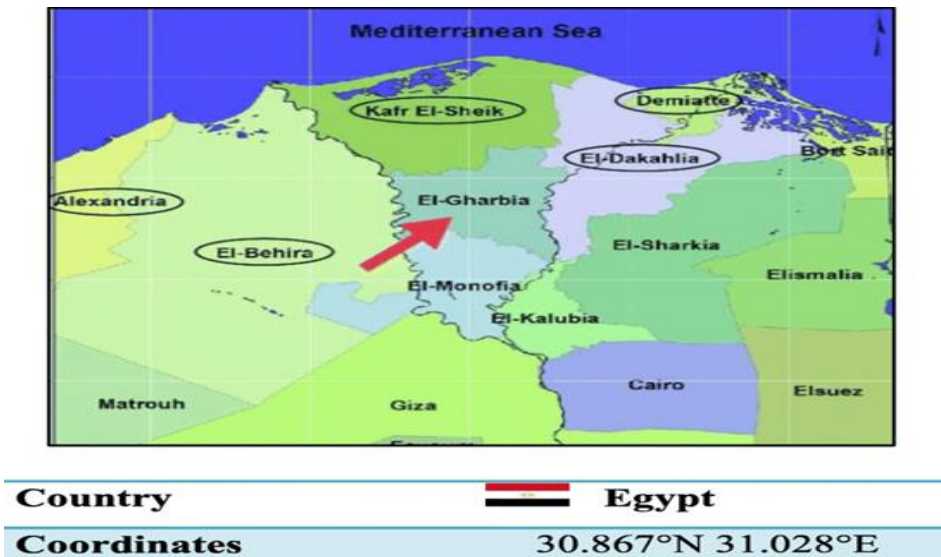 Mediterranean Sea
Kafr El-Sheik
Demiatte
El-Dakahlia
Bort Said
Alexandria
El-Gharbia
El-Behira
El-Sharkia
Elismalia
El-Monofia
El-Kalubia
Matrouh
Giza
Cairo
Elsuez
Country Egypt
Coordinates 30.867°N 31.028°E